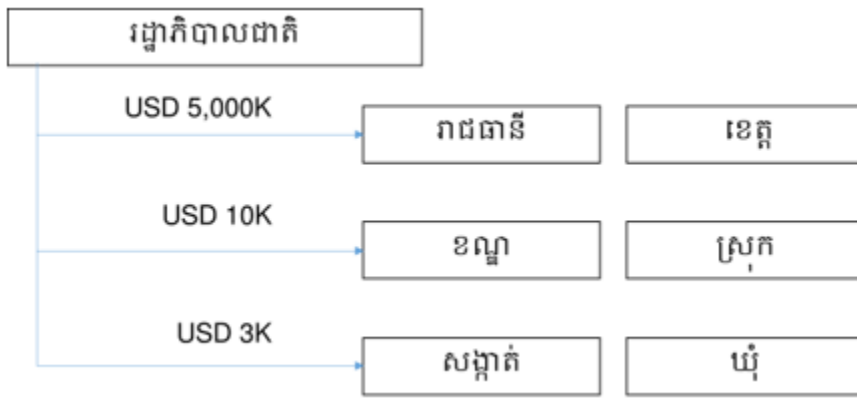 រដ្ឋាភិបាលជាតិ
USD 5,000K
រាជធានី
ខេត្ត
USD 10K
ខណ្ឌ
ស្រុក
USD 3K
សង្កាត់
ឃុំ